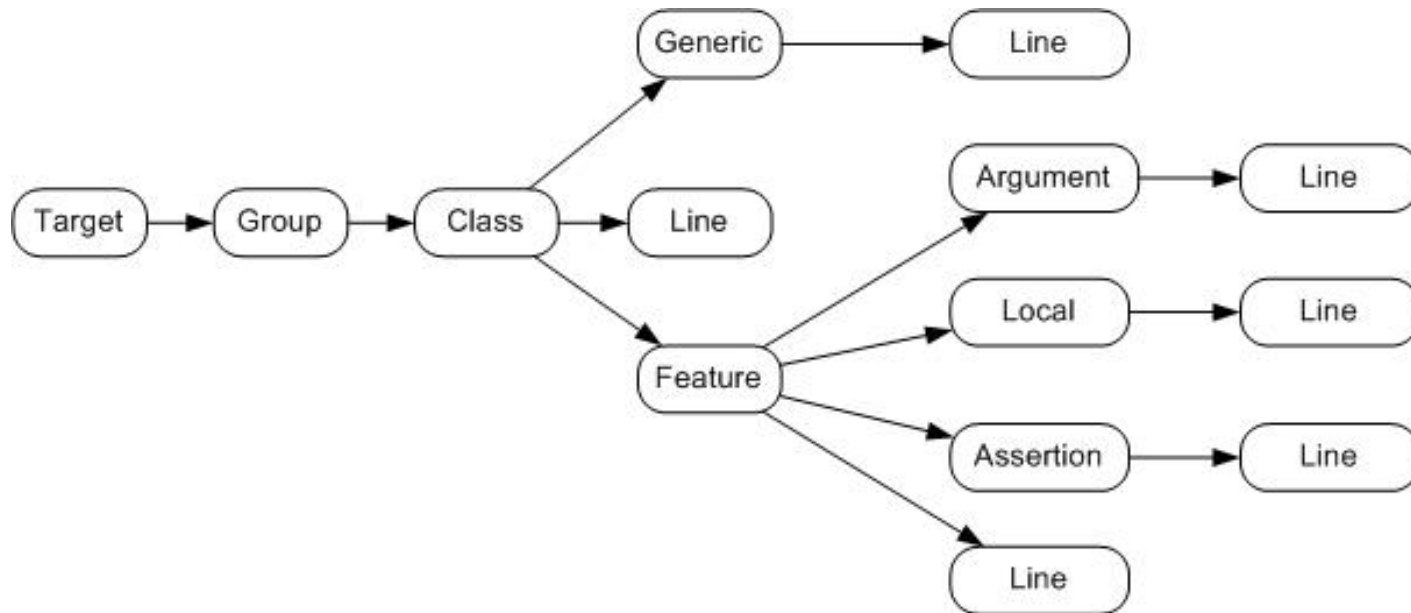 Generic
Line
Argument
Line
Target
Group
Class
Line
Local
Line
Feature
Assertion
Line
Line